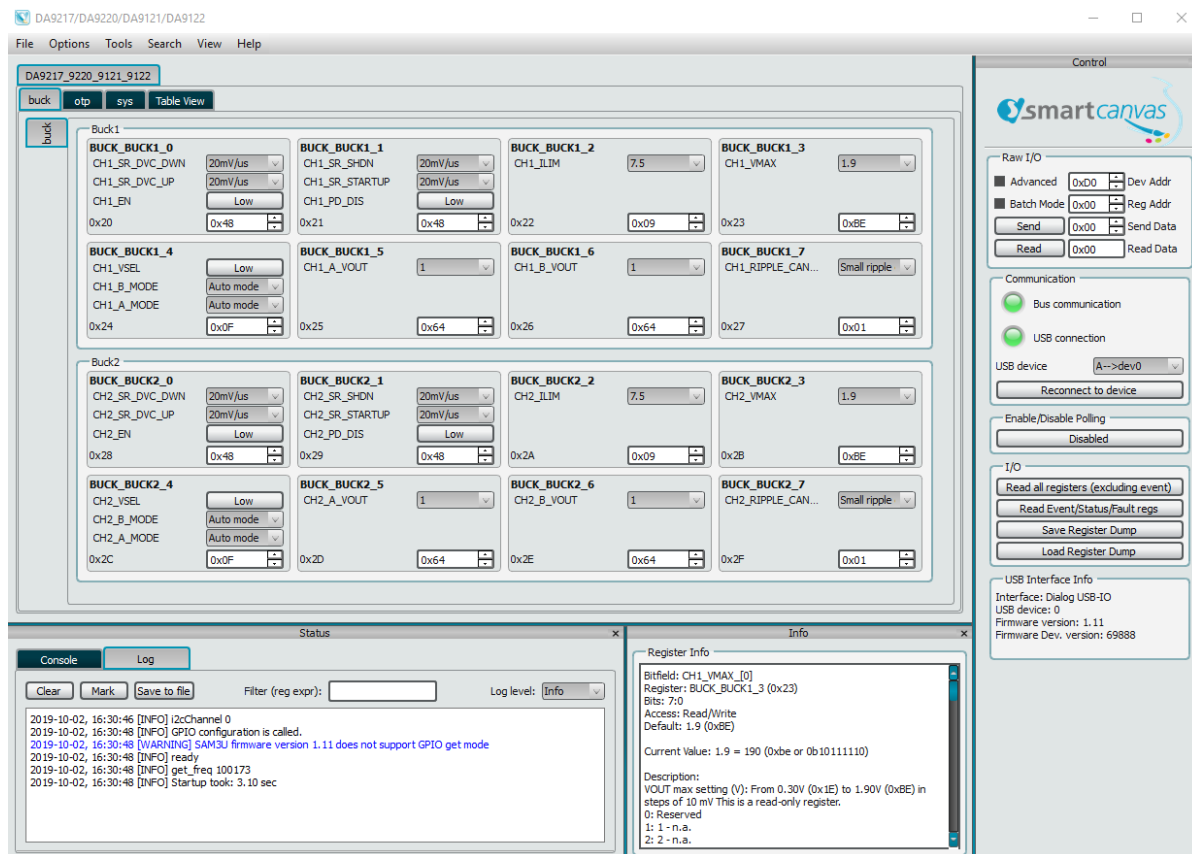 DA9217/DA9220/DA9121/DA9122
File Options Tools Search View Help
DA9217_9220_9121_9122
buck otp sys Table View
buck
Buck1
BUCK_BUCK1_0 BUCK_BUCK1_1 BUCK_BUCK1_2 BUCK_BUCK1_3
CH1_SR_DVC_DWN 20mV/us CH1_SR_SHDN 20mV/us CH1_ILIM 7.5 CH1_VMAX 1.9
CH1_SR_DVC_UP 20mV/us CH1_SR_STARTUP 20mV/us
CH1_EN Low CH1_PD_DIS Low
0x20 0x48 0x21 0x48 0x22 0x09 0x23 0xBE
BUCK_BUCK1_4 BUCK_BUCK1_5 BUCK_BUCK1_6 BUCK_BUCK1_7
CH1_VSEL Low CH1_A_VOUT 1 CH1_B_VOUT 1 CH1_RIPPLE_CAN... Small ripple
CH1_B_MODE Auto mode
CH1_A_MODE Auto mode
0x24 0x0F 0x25 0x64 0x26 0x64 0x27 0x01
Buck2
BUCK_BUCK2_0 BUCK_BUCK2_1 BUCK_BUCK2_2 BUCK_BUCK2_3
CH2_SR_DVC_DWN 20mV/us CH2_SR_SHDN 20mV/us CH2_ILIM 7.5 CH2_VMAX 1.9
CH2_SR_DVC_UP 20mV/us CH2_SR_STARTUP 20mV/us
CH2_EN Low CH2_PD_DIS Low
0x28 0x48 0x29 0x48 0x2A 0x09 0x2B 0xBE
BUCK_BUCK2_4 BUCK_BUCK2_5 BUCK_BUCK2_6 BUCK_BUCK2_7
CH2_VSEL Low CH2_A_VOUT 1 CH2_B_VOUT 1 CH2_RIPPLE_CAN... Small ripple
CH2_B_MODE Auto mode
CH2_A_MODE Auto mode
0x2C 0x0F 0x2D 0x64 0x2E 0x64 0x2F 0x01
Status
Console Log
Clear Mark Save to file Filter (reg expr): Log level: Info
2019-10-02, 16:30:46 [INFO] i2cChannel 0
2019-10-02, 16:30:48 [INFO] GPIO configuration is called.
2019-10-02, 16:30:48 [WARNING] SAM3U firmware version 1.11 does not support GPIO get mode
2019-10-02, 16:30:48 [INFO] ready
2019-10-02, 16:30:48 [INFO] get_freq 100173
2019-10-02, 16:30:48 [INFO] Startup took: 3.10 sec
Info
Register Info
Bitfield: CH1_VMAX_[0]
Register: BUCK_BUCK1_3 (0x23)
Bits: 7:0
Access: Read/Write
Default: 1.9 (0xBE)
Current Value: 1.9 = 190 (0xbe or 0b10111110)
Description:
VOUT max setting (V): From 0.30V (0x1E) to 1.90V (0xBE) in
steps of 10 mV This is a read-only register.
0: Reserved
1: 1 - n.a.
2: 2 - n.a.
Control
smartcanvas
Raw I/O
Advanced 0xD0 Dev Addr
Batch Mode 0x00 Reg Addr
Send 0x00 Send Data
Read 0x00 Read Data
Communication
Bus communication
USB connection
USB device A-->dev0
Reconnect to device
Enable/Disable Polling
Disabled
I/O
Read all registers (excluding event)
Read Event/Status/Fault regs
Save Register Dump
Load Register Dump
USB Interface Info
Interface: Dialog USB-IO
USB device: 0
Firmware version: 1.11
Firmware Dev. version: 69888